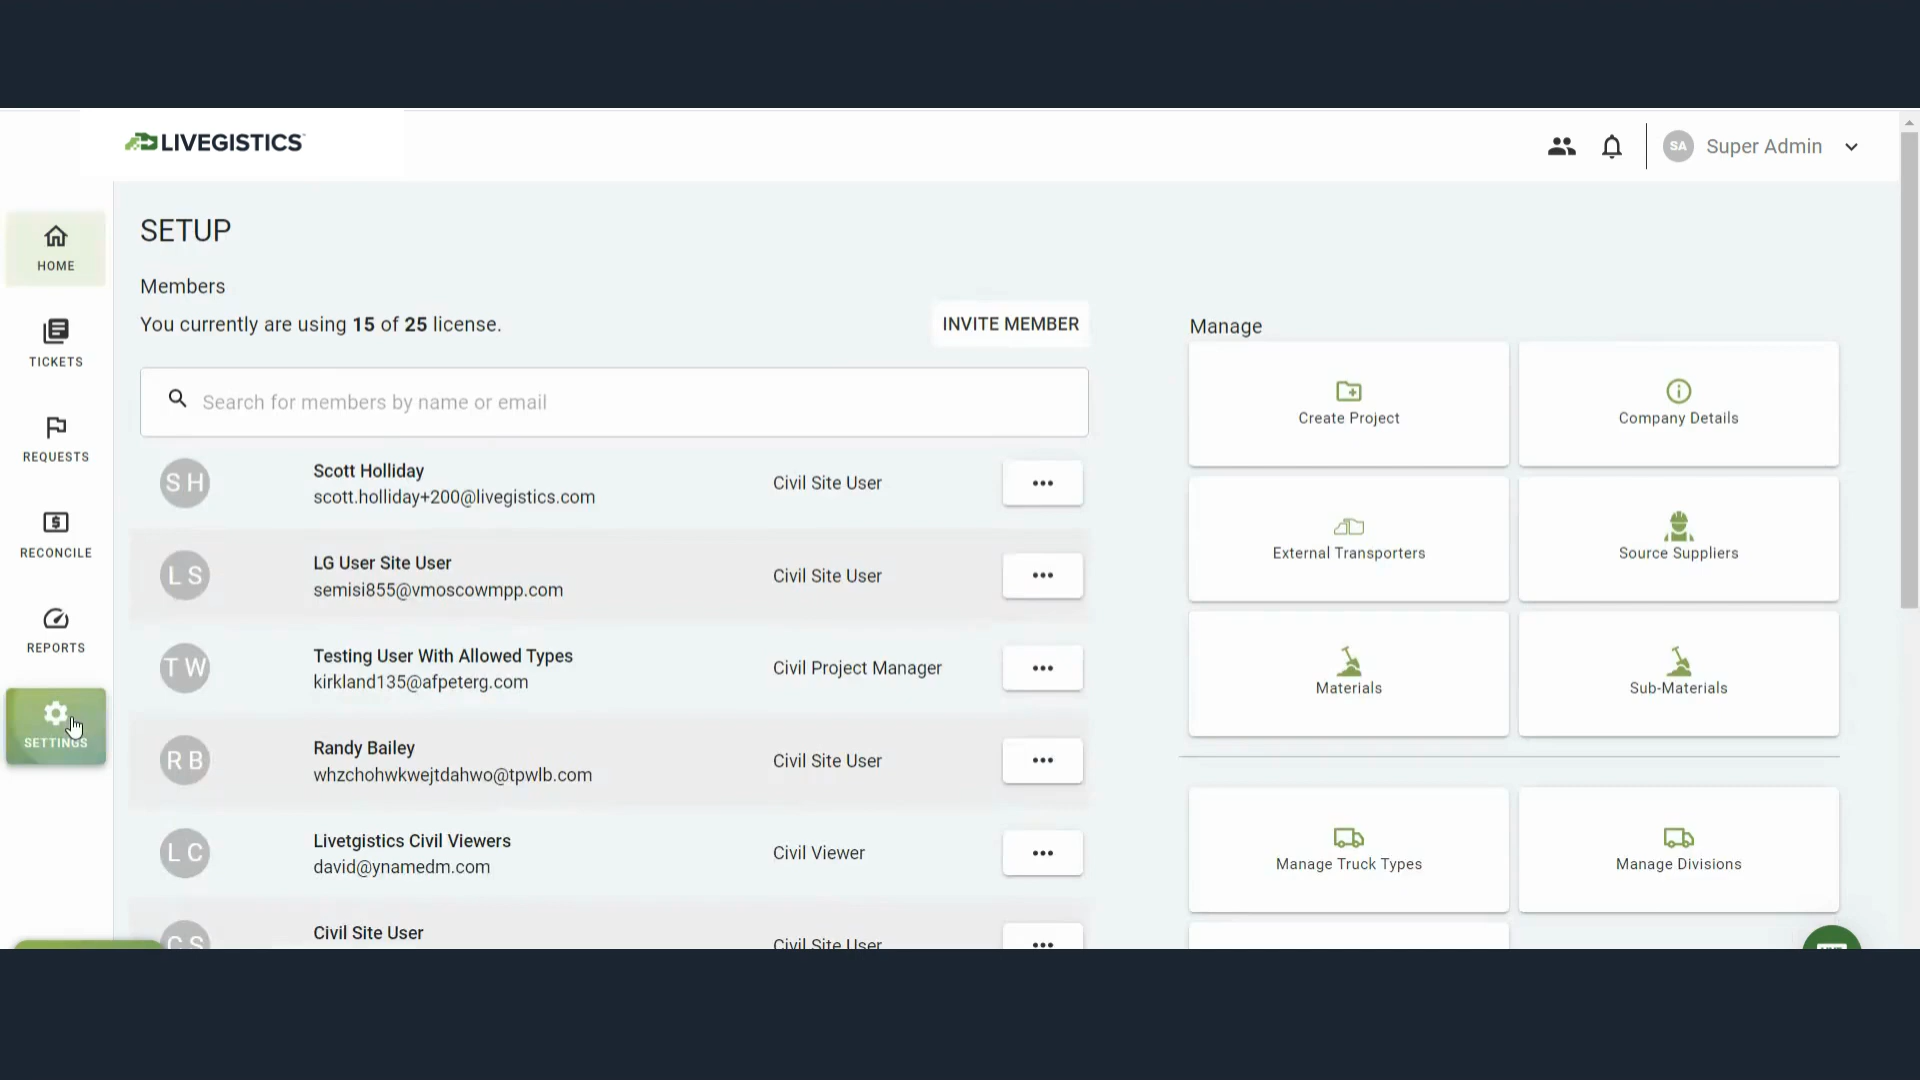 LIVEGISTICS
SA Super Admin
HOME
TICKETS
REQUESTS
RECONCILE
REPORTS
SETTINGS
SETUP
Members
You currently are using 15 of 25 license.
INVITE MEMBER
Search for members by name or email
SH
Scott Holliday
scott.holliday+200@livegistics.com
Civil Site User
LS
LG User Site User
semisi855@vmoscowmpp.com
Civil Site User
TW
Testing User With Allowed Types
kirkland135@afpeterg.com
Civil Project Manager
RB
Randy Bailey
whzchohwkwejtdahwo@tpwlb.com
Civil Site User
LC
Livetgistics Civil Viewers
david@ynamedm.com
Civil Viewer
CS
Civil Site User
Civil Site User
Manage
Create Project
Company Details
External Transporters
Source Suppliers
Materials
Sub-Materials
Manage Truck Types
Manage Divisions